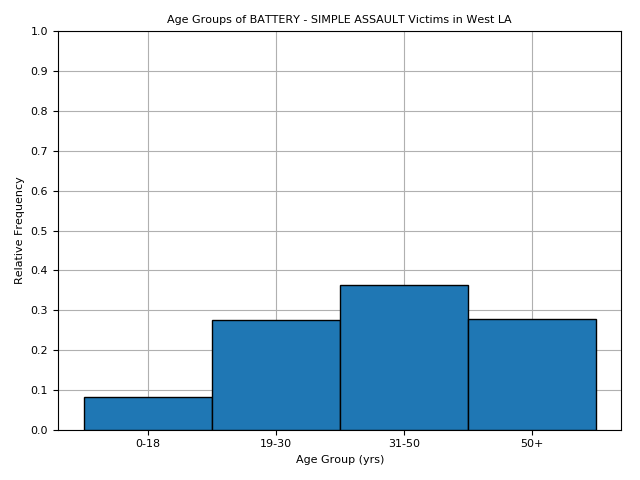 Age Groups of BATTERY - SIMPLE ASSAULT Victims in West LA
1.0
0.9
0.8
0.7
0.6
0.5
0.4
0.3
0.2
0.1
0.0
Relative Frequency
0-18 19-30 31-50 50+
Age Group (yrs)